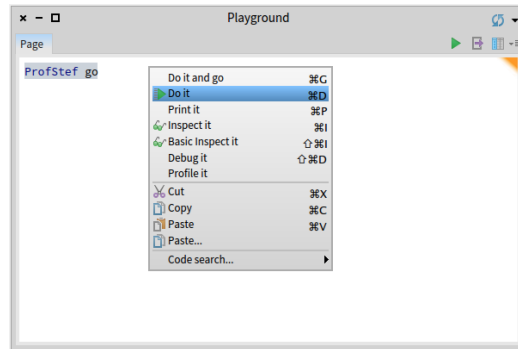 Playground
Page
ProfStef go
Do it and go ⌘G
Do it ⌘D
Print it ⌘P
Inspect it ⌘I
Basic Inspect it ⇧⌘I
Debug it ⇧⌘D
Profile it
Cut ⌘X
Copy ⌘C
Paste ⌘V
Paste...
Code search...